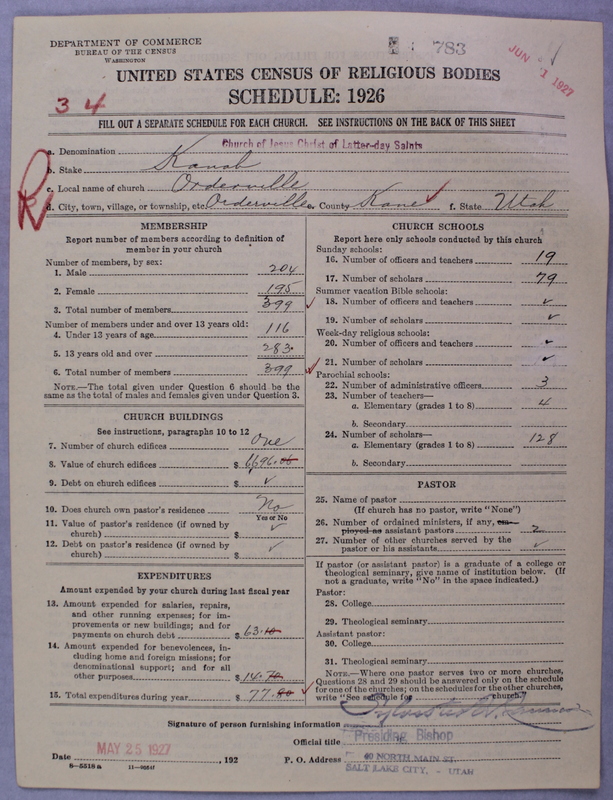 DEPARTMENT OF COMMERCE
BUREAU OF THE CENSUS
WASHINGTON
783
JUN 1 1927
UNITED STATES CENSUS OF RELIGIOUS BODIES
SCHEDULE: 1926
3 4
FILL OUT A SEPARATE SCHEDULE FOR EACH CHURCH. SEE INSTRUCTIONS ON THE BACK OF THIS SHEET
a. Denomination Church of Jesus Christ of Latter-day Saints
b. Stake Kanab
c. Local name of church Orderville
d. City, town, village, or township, etc. Orderville e. County Kane f. State Utah
R
MEMBERSHIP
Report number of members according to definition of
member in your church
Number of members, by sex:
1. Male 204
2. Female 195
3. Total number of members 399
Number of members under and over 13 years old:
4. Under 13 years of age 116
5. 13 years old and over 283
6. Total number of members 399
NOTE.—The total given under Question 6 should be
same as the total of males and females given under Question 3.
CHURCH BUILDINGS
See instructions, paragraphs 10 to 12
7. Number of church edifices One
8. Value of church edifices $ 6696.00
9. Debt on church edifices $ ✓
10. Does church own pastor's residence No
Yes or No
11. Value of pastor's residence (if owned by
church) $ ✓
12. Debt on pastor's residence (if owned by
church) $ ✓
EXPENDITURES
Amount expended by your church during last fiscal year
13. Amount expended for salaries, repairs,
and other running expenses; for im-
provements or new buildings; and for
payments on church debt $ 63.10
14. Amount expended for benevolences, in-
cluding home and foreign missions; for
denominational support; and for all
other purposes $ 14.70
15. Total expenditures during year $ 77.80
CHURCH SCHOOLS
Report here only schools conducted by this church
Sunday schools:
16. Number of officers and teachers 19
17. Number of scholars 79
Summer vacation Bible schools:
18. Number of officers and teachers ✓
19. Number of scholars ✓
Week-day religious schools:
20. Number of officers and teachers ✓
21. Number of scholars ✓
Parochial schools:
22. Number of administrative officers 3
23. Number of teachers—
a. Elementary (grades 1 to 8) 4
b. Secondary
24. Number of scholars—
a. Elementary (grades 1 to 8) 128
b. Secondary
PASTOR
25. Name of pastor
(If church has no pastor, write "None")
26. Number of ordained ministers, if any, em-
ployed as assistant pastors 2
27. Number of other churches served by the
pastor or his assistants ✓
If pastor (or assistant pastor) is a graduate of a college or
theological seminary, give name of institution below. (If
not a graduate, write "No" in the space indicated.)
Pastor:
28. College
29. Theological seminary
Assistant pastor:
30. College
31. Theological seminary
NOTE.—Where one pastor serves two or more churches,
Questions 28 and 29 should be answered only on the schedule
for one of the churches; on the schedules for the other churches,
write "See schedule for church."
Signature of person furnishing information Sylvester Q. Cannon
Official title Presiding Bishop
Date MAY 25 1927, 192 P. O. Address 40 NORTH MAIN ST.
SALT LAKE CITY, - UTAH
8-5518 a